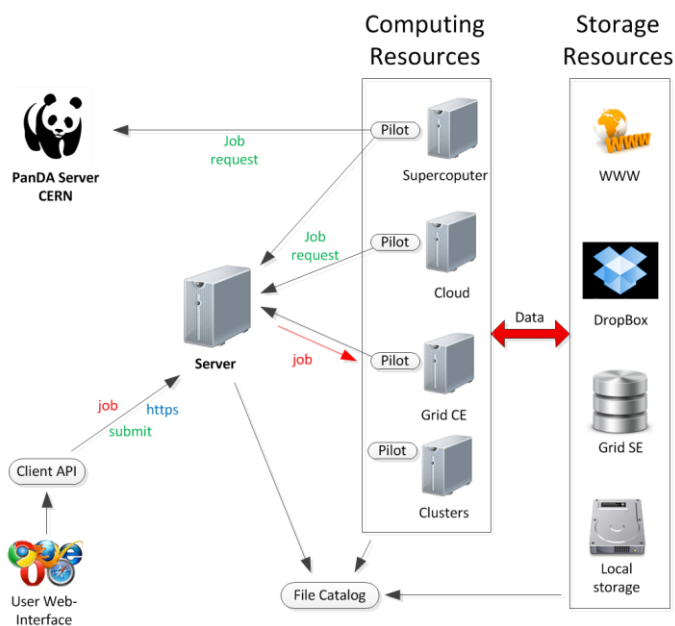 Computing
Resources
Storage
Resources
PanDA Server
CERN
Job
request
Pilot
Supercoputer
WWW
WWW
Job
request
Pilot
Cloud
DropBox
Data
Server
job
Pilot
Grid CE
Grid SE
job
https
submit
Pilot
Clusters
Client API
Local
storage
File Catalog
User Web-
Interface